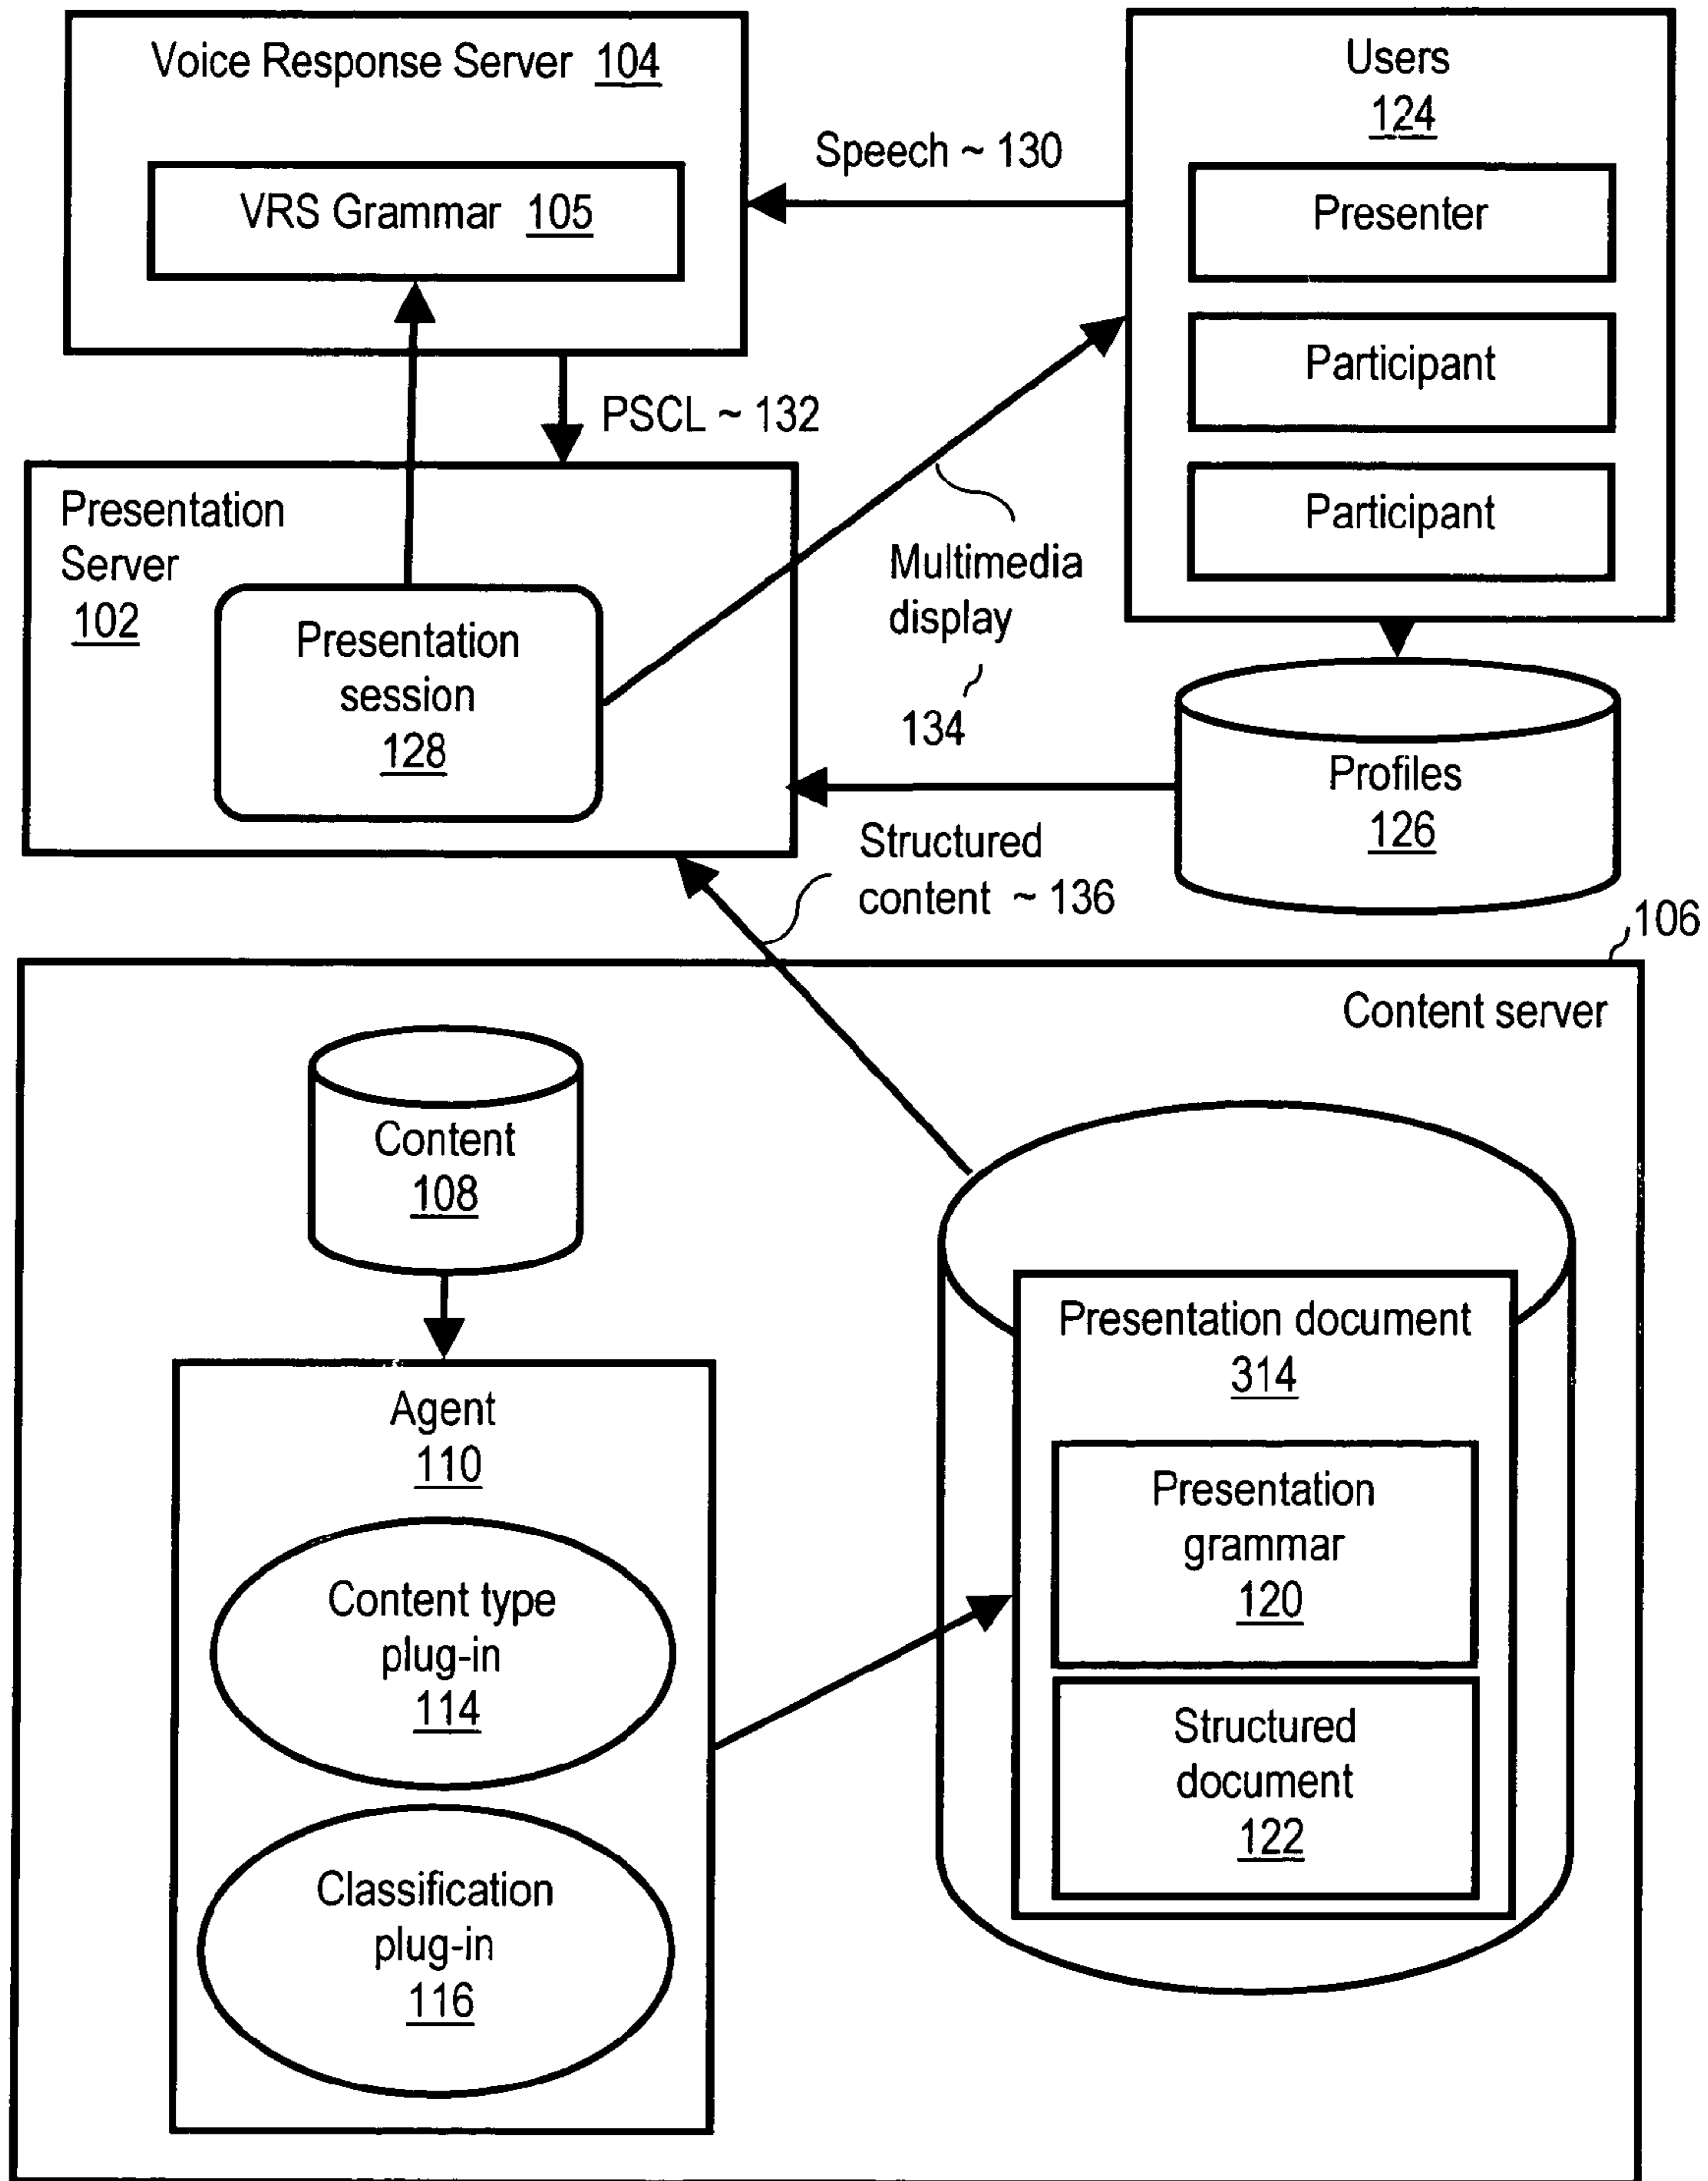 Voice Response Server 104
VRS Grammar 105
Users
124
Presenter
Participant
Participant
Speech ~ 130
PSCL ~ 132
Presentation
Server
102
Presentation
session
128
Multimedia
display
134
Profiles
126
Structured
content ~ 136
106
Content server
Content
108
Agent
110
Content type
plug-in
114
Classification
plug-in
116
Presentation document
314
Presentation
grammar
120
Structured
document
122